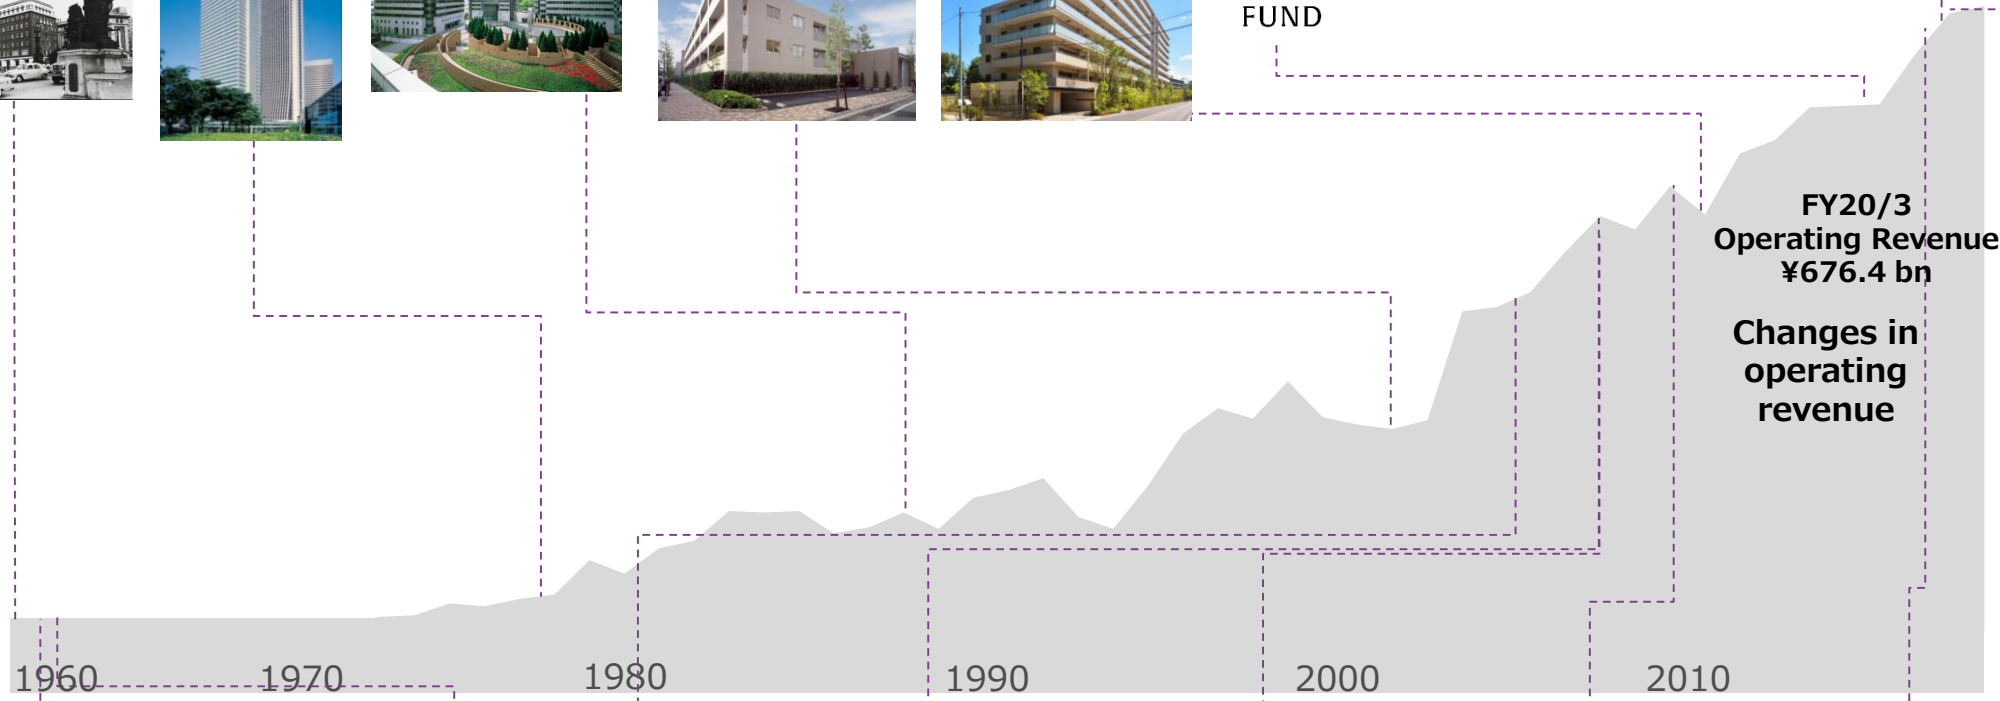 FUND
FY20/3
Operating Revenue
¥676.4 bn
Changes in
operating
revenue
1960 1970 1980 1990 2000 2010